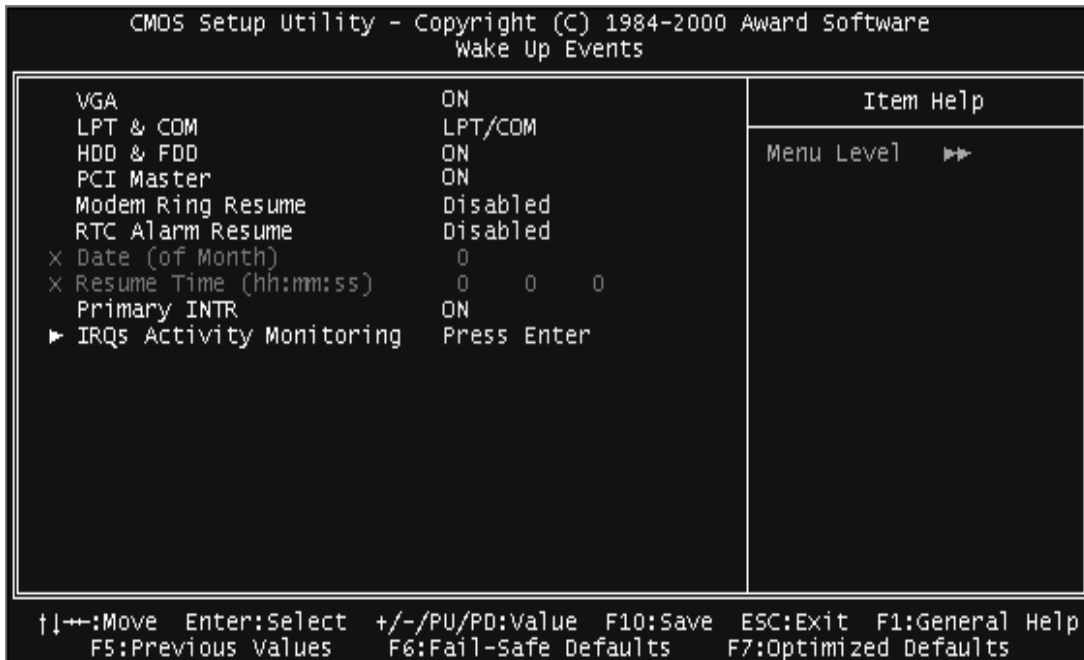 CMOS Setup Utility - Copyright (C) 1984-2000 Award Software
Wake Up Events
VGA ON
LPT & COM LPT/COM
HDD & FDD ON
PCI Master ON
Modem Ring Resume Disabled
RTC Alarm Resume Disabled
x Date (of Month) 0
x Resume Time (hh:mm:ss) 0 0 0
Primary INTR ON
► IRQs Activity Monitoring Press Enter
Item Help
Menu Level ►►
↑↓→←:Move Enter:Select +/-/PU/PD:Value F10:Save ESC:Exit F1:General Help
F5:Previous Values F6:Fail-Safe Defaults F7:Optimized Defaults